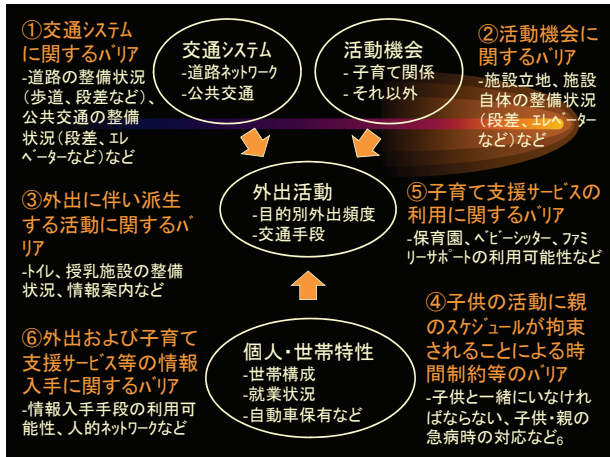 ①交通システム
に関するバリア
-道路の整備状況
（歩道、段差など）、
公共交通の整備
状況（段差、エレ
ベーターなど）など
交通システム
-道路ネットワーク
-公共交通
活動機会
-子育て関係
-それ以外
②活動機会に
関するバリア
-施設立地、施設
自体の整備状況
（段差、エレベーター
など）など
③外出に伴い派生
する活動に関するバ
リア
-トイレ、授乳施設の整備
状況、情報案内など
外出活動
-目的別外出頻度
-交通手段
⑤子育て支援サービスの
利用に関するバリア
-保育園、ベビーシッター、ファミ
リーサポートの利用可能性など
⑥外出および子育て
支援サービス等の情報
入手に関するバリア
-情報入手手段の利用可
能性、人的ネットワークなど
個人・世帯特性
-世帯構成
-就業状況
-自動車保有など
④子供の活動に親
のスケジュールが拘束
されることによる時
間制約等のバリア
-子供と一緒にいなけれ
ばならない、子供・親の
急病時の対応など
6